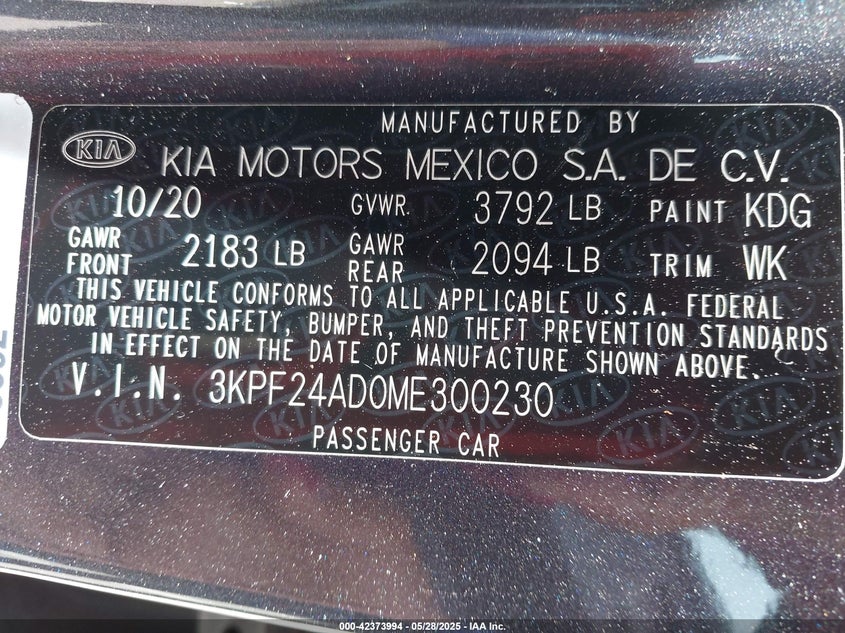 MANUFACTURED BY
KIA KIA MOTORS MEXICO S.A. DE C.V.
10/20 GVWR. 3792 LB PAINT KDG
GAWR FRONT 2183 LB GAWR REAR 2094 LB TRIM WK
THIS VEHICLE CONFORMS TO ALL APPLICABLE U.S.A. FEDERAL
MOTOR VEHICLE SAFETY, BUMPER, AND THEFT PREVENTION STANDARDS
IN EFFECT ON THE DATE OF MANUFACTURE SHOWN ABOVE.
V.I.N. 3KPF24AD0ME300230
PASSENGER CAR
000-42373994 — 05/28/2025 — IAA Inc.